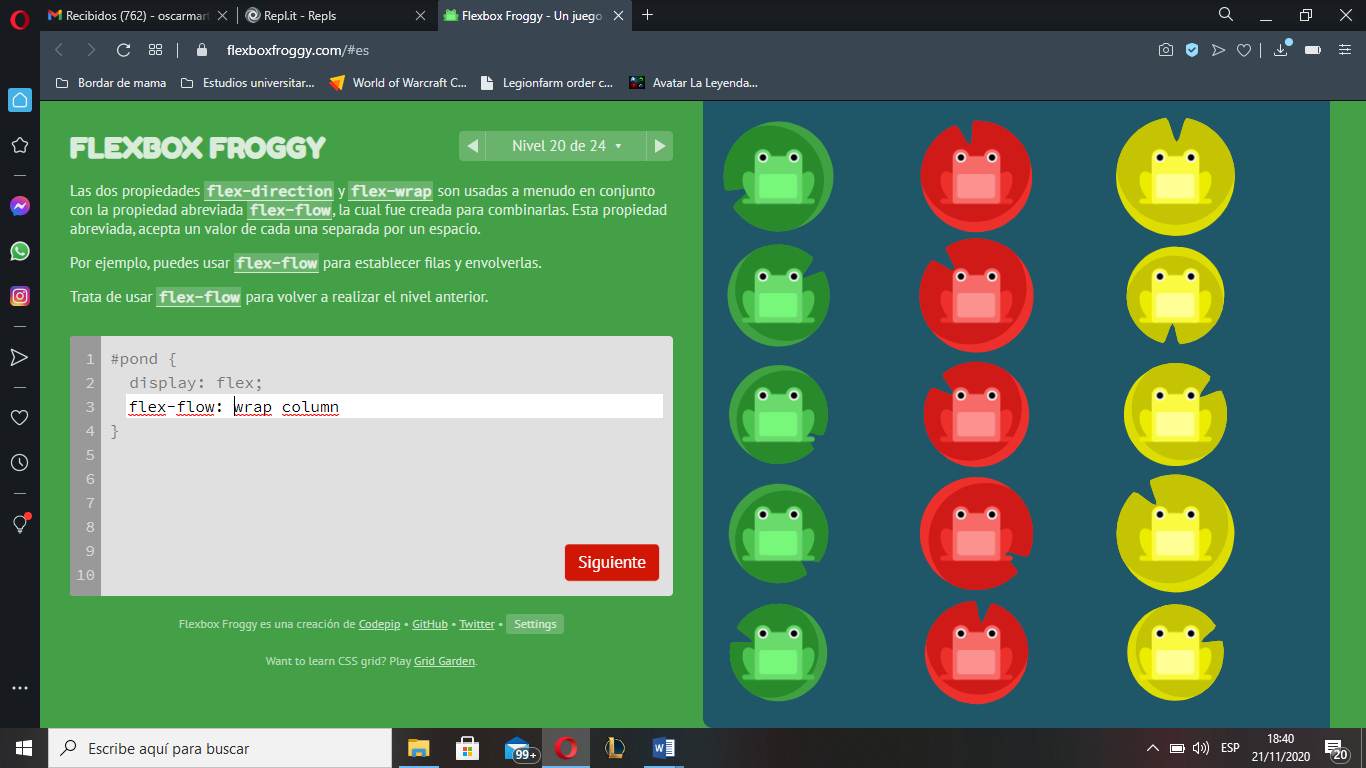 Recibidos (762) - oscarmar
Repl.it - Repls
Flexbox Froggy - Un juego
flexboxfroggy.com/#es
Bordar de mama
Estudios universitar...
World of Warcraft C...
Legionfarm order c...
Avatar La Leyenda...
FLEXBOX FROGGY
Nivel 20 de 24
Las dos propiedades flex-direction y flex-wrap son usadas a menudo en conjunto
con la propiedad abreviada flex-flow, la cual fue creada para combinarlas. Esta propiedad
abreviada, acepta un valor de cada una separada por un espacio.
Por ejemplo, puedes usar flex-flow para establecer filas y envolverlas.
Trata de usar flex-flow para volver a realizar el nivel anterior.
1 #pond {
2 display: flex;
3 flex-flow: wrap column
4 }
5
6
7
8
9
10
Siguiente
Flexbox Froggy es una creación de Codepip • GitHub • Twitter • Settings
Want to learn CSS grid? Play Grid Garden.
Escribe aquí para buscar
99+
ESP
18:40
21/11/2020
20